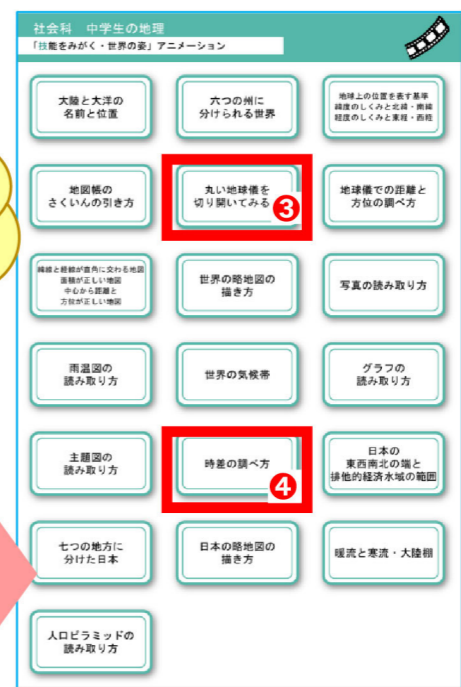 社会科 中学生の地理
「技能をみがく・世界の姿」アニメーション
大陸と大洋の
名前と位置
六つの州に
分けられる世界
地球上の位置を表す基準
緯度のしくみと北緯・南緯
経度のしくみと東経・西経
地図帳の
さくいんの引き方
丸い地球儀を
切り開いてみる
❸
地球儀での距離と
方位の調べ方
緯線と経線が直角に交わる地図
面積が正しい地図
中心から距離と
方位が正しい地図
世界の略地図の
描き方
写真の読み取り方
雨温図の
読み取り方
世界の気候帯
グラフの
読み取り方
主題図の
読み取り方
時差の調べ方
❹
日本の
東西南北の端と
排他的経済水域の範囲
七つの地方に
分けた日本
日本の略地図の
描き方
暖流と寒流・大陸棚
人口ピラミッドの
読み取り方